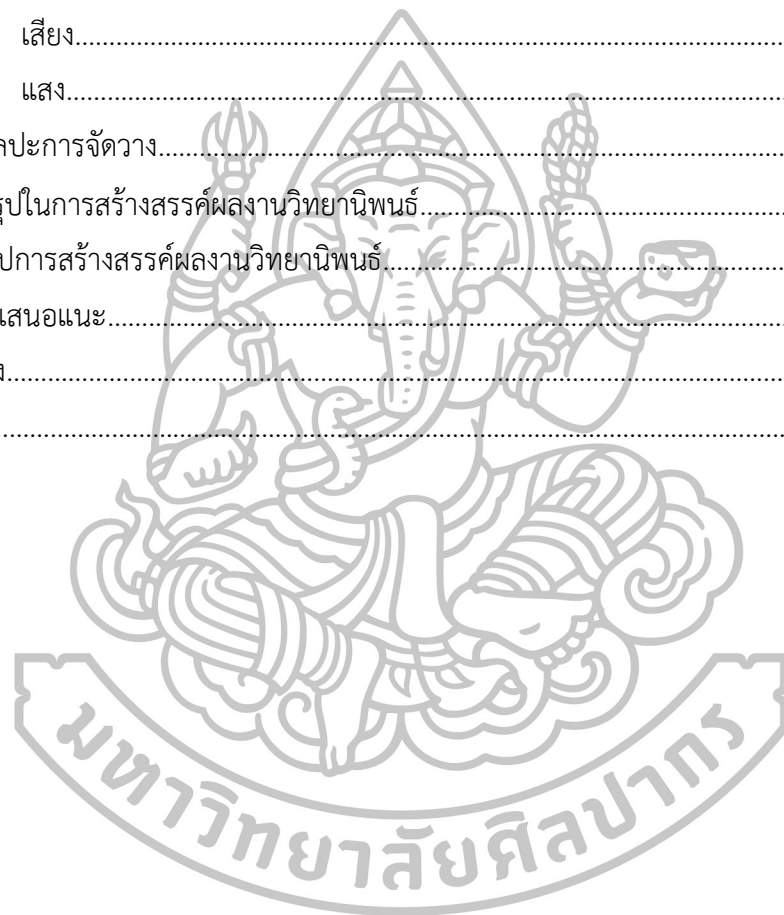 เสียง........................................................................................................
แสง........................................................................................................
ลปะการจัดวาง........................................................................................................
รุปในการสร้างสรรค์ผลงานวิทยานิพนธ์........................................................................
ปการสร้างสรรค์ผลงานวิทยานิพนธ์........................................................................
เสนอแนะ........................................................................................................
........................................................................................................
........................................................................................................
มหาวิทยาลัยศิลปากร